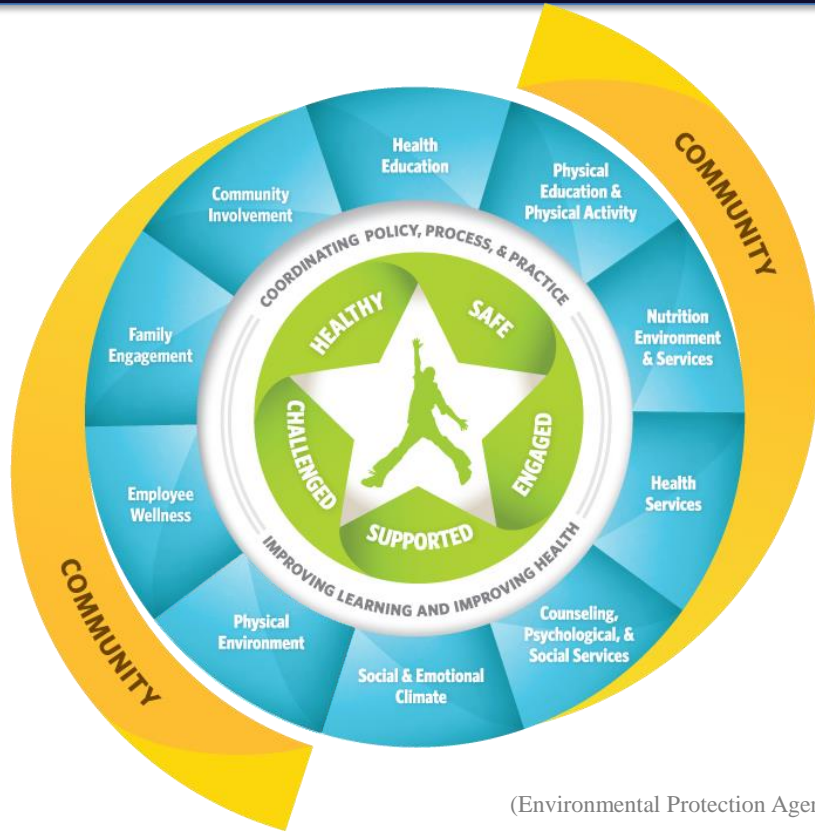 COMMUNITY
Health
Education
Physical
Education &
Physical Activity
Nutrition
Environment
& Services
Health
Services
Counseling,
Psychological, &
Social Services
Social & Emotional
Climate
Physical
Environment
Employee
Wellness
Family
Engagement
Community
Involvement
COORDINATING POLICY, PROCESS, & PRACTICE
IMPROVING LEARNING AND IMPROVING HEALTH
HEALTHY
SAFE
ENGAGED
SUPPORTED
CHALLENGED
COMMUNITY
(Environmental Protection